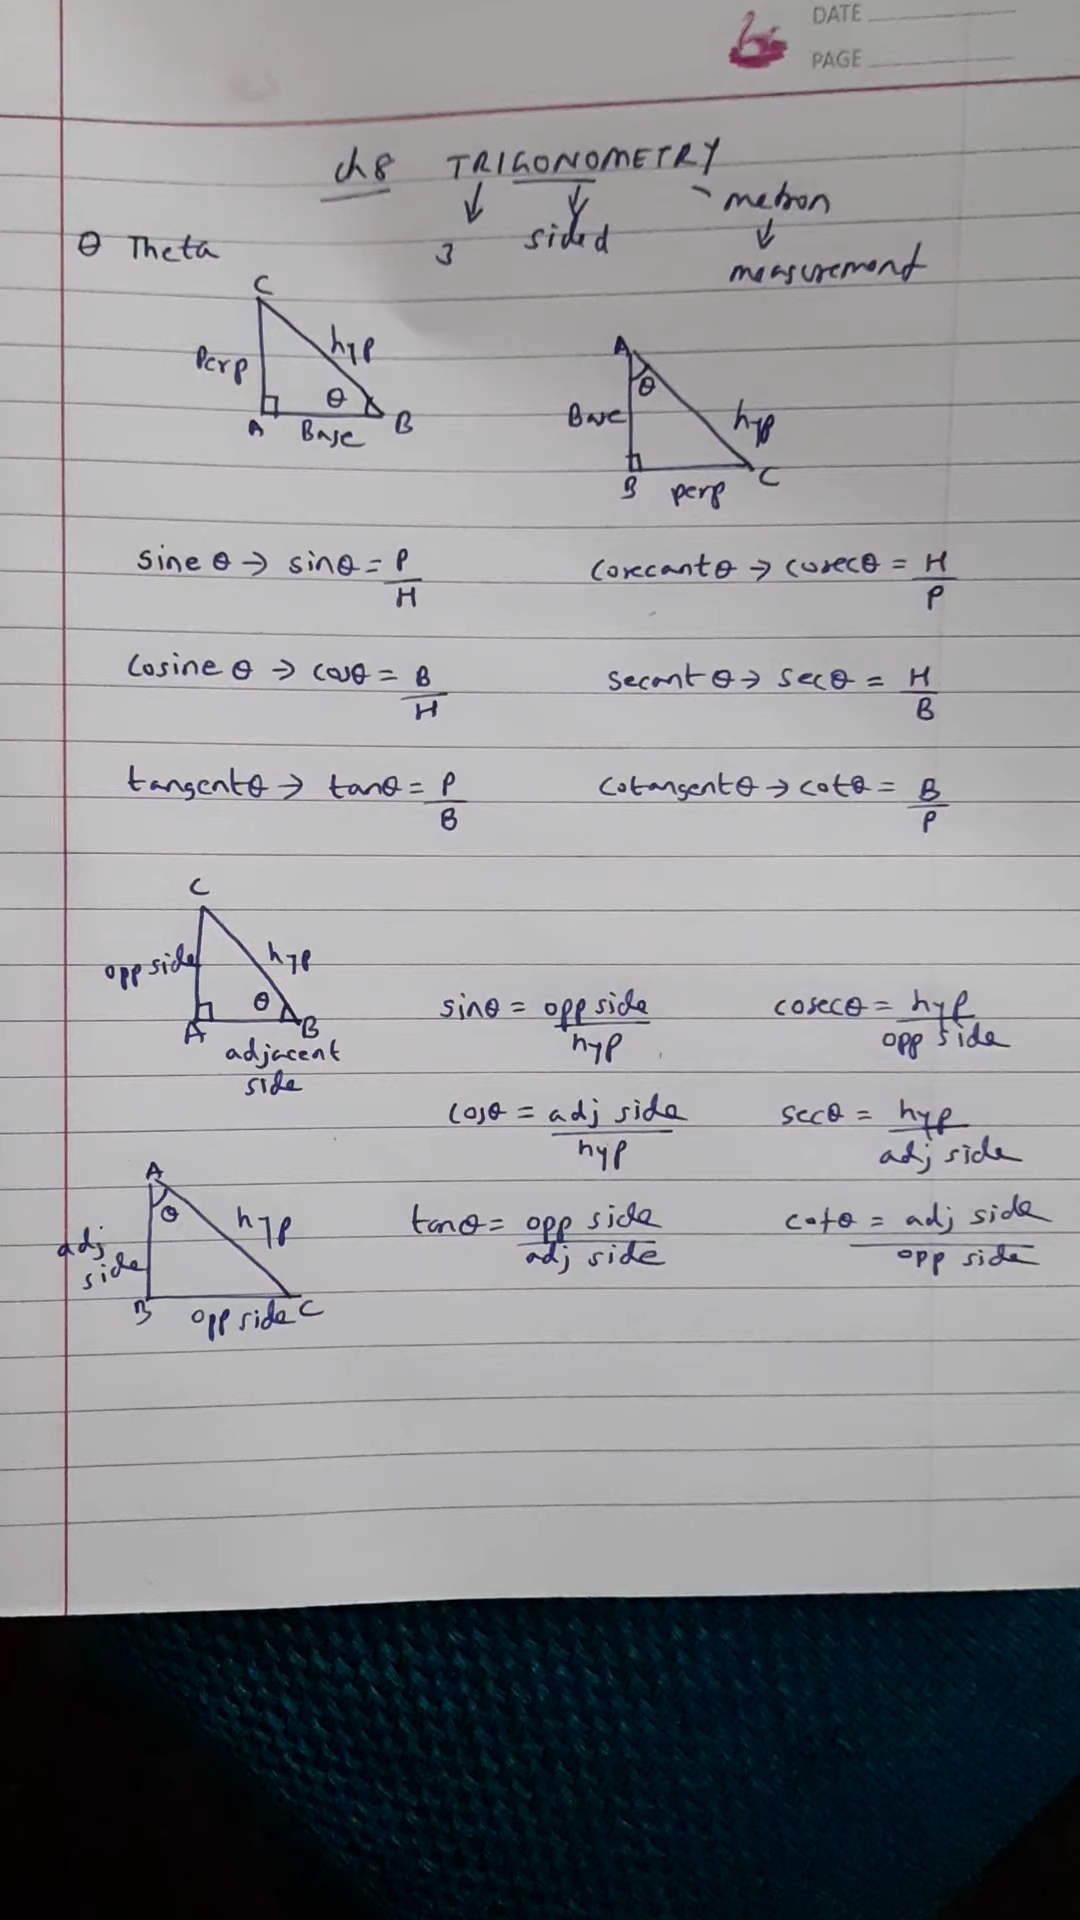 DATE
PAGE
ch 8 TRIGONOMETRY
3 sided metron
measurement
θ Theta
C
Perp hyp
θ
A Base B
A
θ
Base hyp
B perp C
sine θ → sinθ = P/H
cosecant θ → cosecθ = H/P
cosine θ → cosθ = B/H
secant θ → secθ = H/B
tangent θ → tanθ = P/B
cotangent θ → cotθ = B/P
C
opp side hyp
θ
A B
adjacent
side
sinθ = opp side/hyp
cosecθ = hyp/opp side
cosθ = adj side/hyp
secθ = hyp/adj side
A
θ
adj
side hyp
B opp side C
tanθ = opp side/adj side
cotθ = adj side/opp side